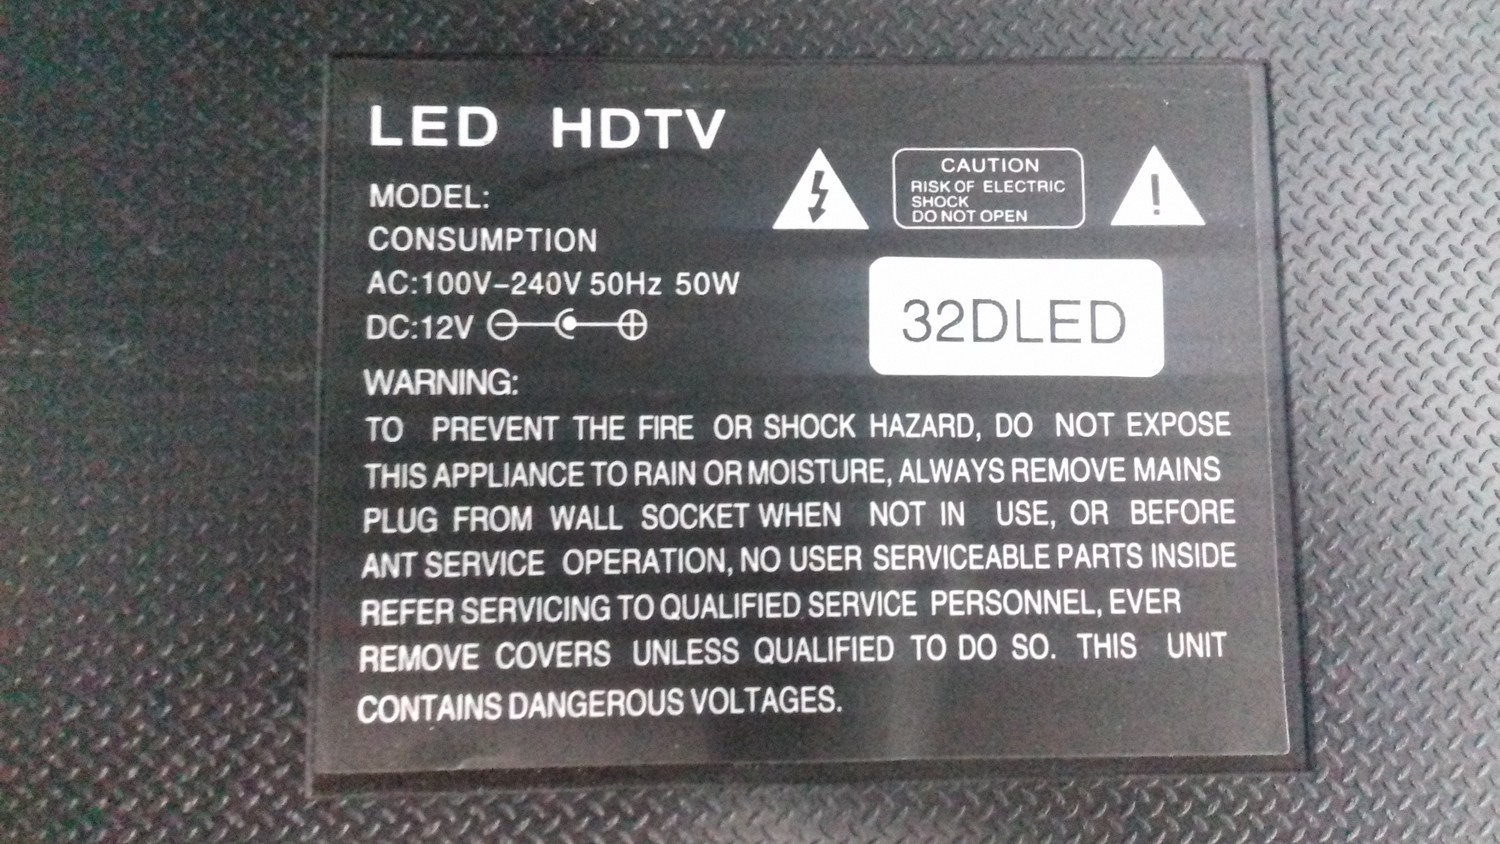 LED HDTV
MODEL:
CONSUMPTION
AC:100V-240V 50Hz 50W
DC:12V
CAUTION
RISK OF ELECTRIC
SHOCK
DO NOT OPEN
32DLED
WARNING:
TO PREVENT THE FIRE OR SHOCK HAZARD, DO NOT EXPOSE
THIS APPLIANCE TO RAIN OR MOISTURE, ALWAYS REMOVE MAINS
PLUG FROM WALL SOCKET WHEN NOT IN USE, OR BEFORE
ANT SERVICE OPERATION, NO USER SERVICEABLE PARTS INSIDE
REFER SERVICING TO QUALIFIED SERVICE PERSONNEL, EVER
REMOVE COVERS UNLESS QUALIFIED TO DO SO. THIS UNIT
CONTAINS DANGEROUS VOLTAGES.